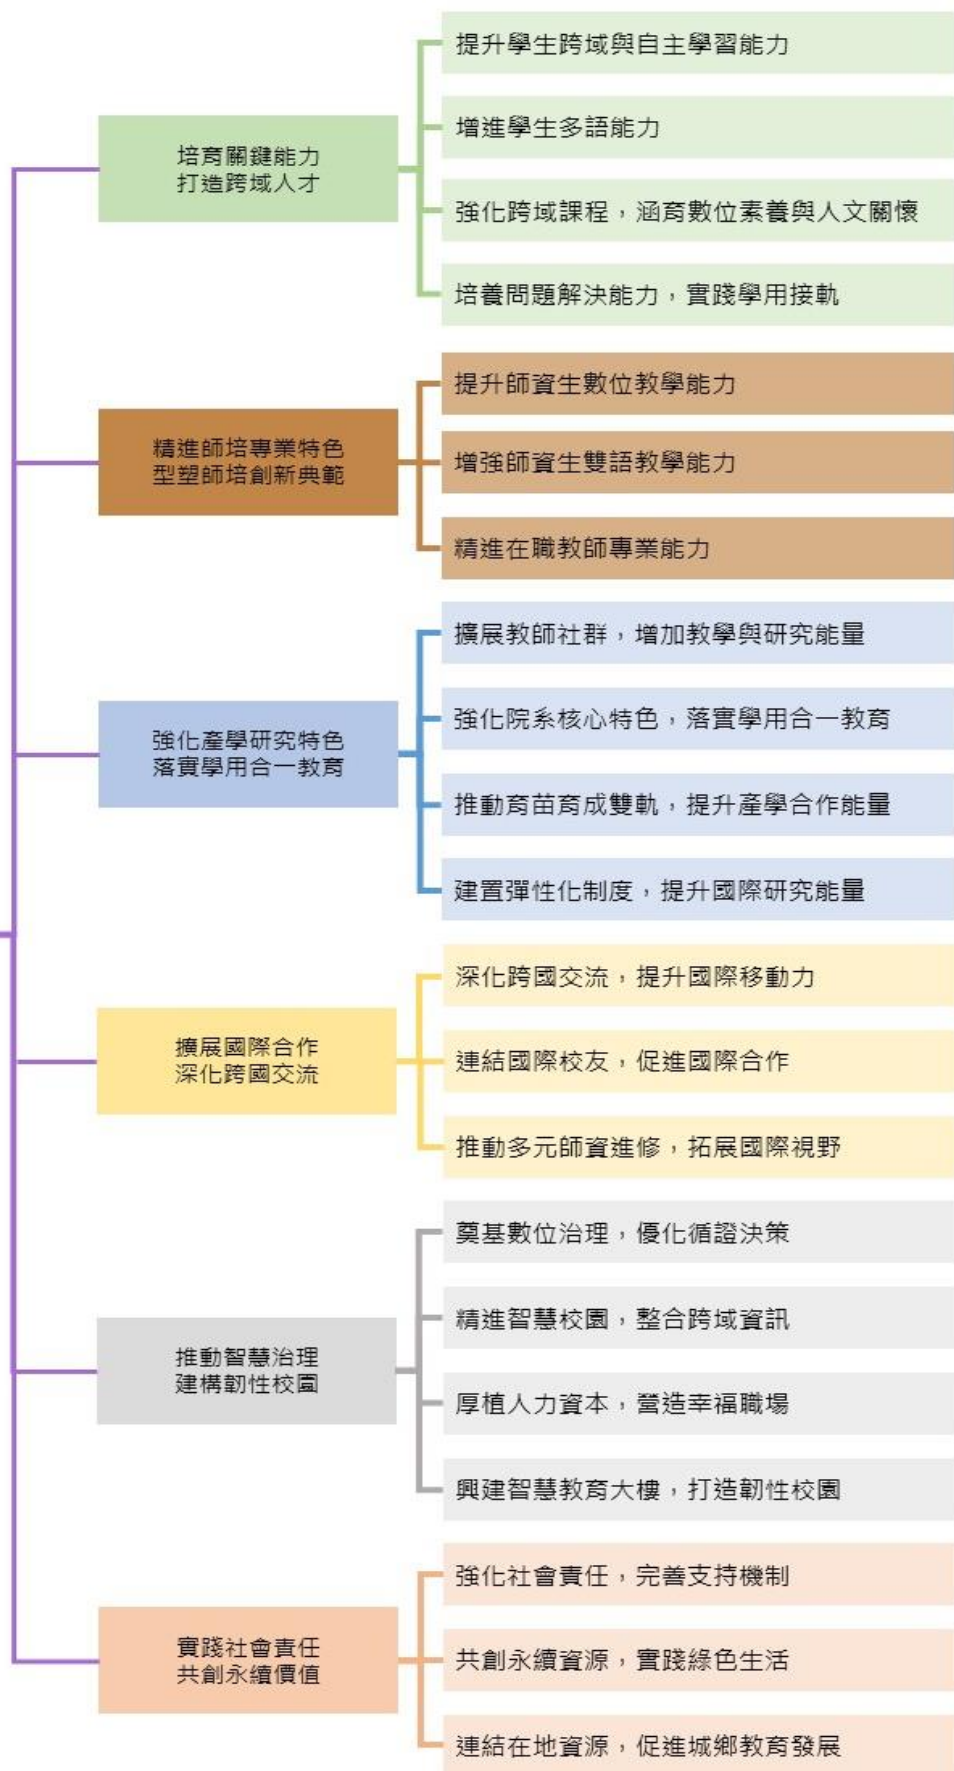 培育關鍵能力
打造跨域人才
提升學生跨域與自主學習能力
增進學生多語能力
強化跨域課程，涵育數位素養與人文關懷
培養問題解決能力，實踐學用接軌
精進師培專業特色
型塑師培創新典範
提升師資生數位教學能力
增強師資生雙語教學能力
精進在職教師專業能力
強化產學研究特色
落實學用合一教育
擴展教師社群，增加教學與研究能量
強化院系核心特色，落實學用合一教育
推動育苗育成雙軌，提升產學合作能量
建置彈性化制度，提升國際研究能量
擴展國際合作
深化跨國交流
深化跨國交流，提升國際移動力
連結國際校友，促進國際合作
推動多元師資進修，拓展國際視野
推動智慧治理
建構韌性校園
奠基數位治理，優化循證決策
精進智慧校園，整合跨域資訊
厚植人力資本，營造幸福職場
興建智慧教育大樓，打造韌性校園
實踐社會責任
共創永續價值
強化社會責任，完善支持機制
共創永續資源，實踐綠色生活
連結在地資源，促進城鄉教育發展